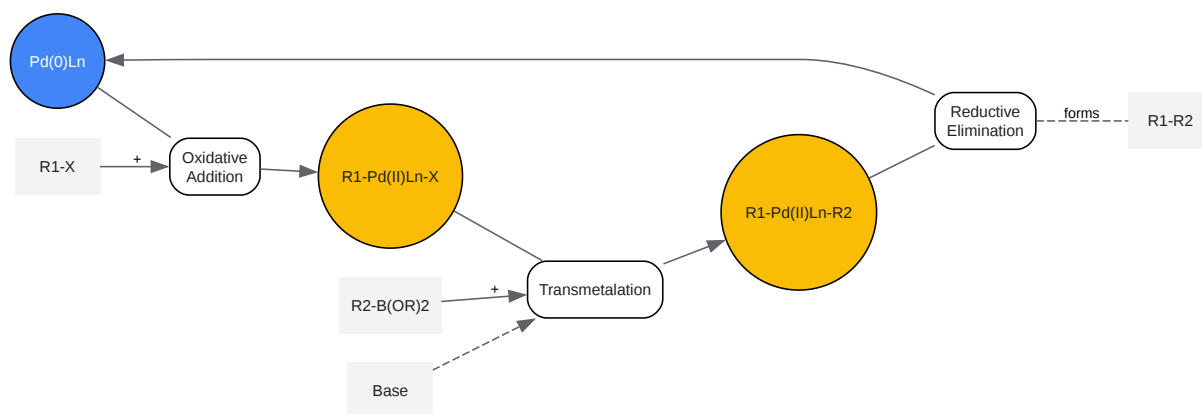 Pd(0)Ln
R1-X
+
Oxidative
Addition
R1-Pd(II)Ln-X
R2-B(OR)2
+
Base
Transmetalation
R1-Pd(II)Ln-R2
Reductive
Elimination
forms
R1-R2